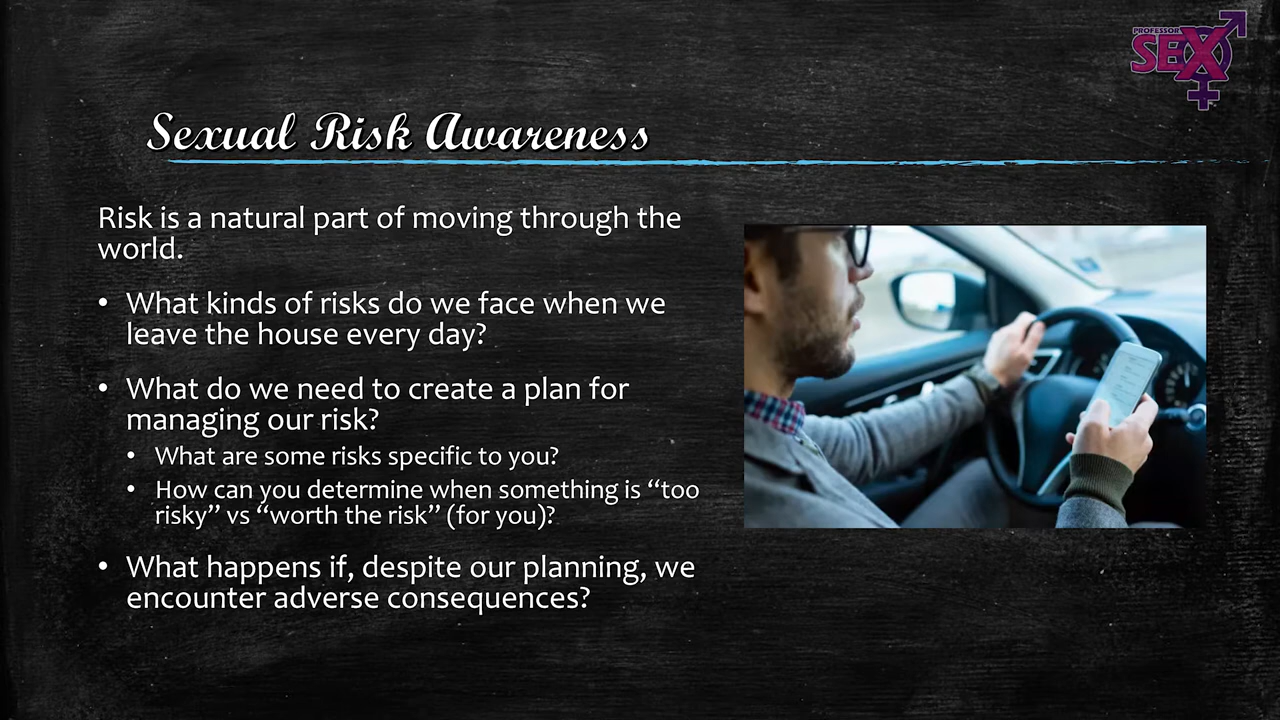 PROFESSOR
SEX
Sexual Risk Awareness
Risk is a natural part of moving through the
world.
• What kinds of risks do we face when we
leave the house every day?
• What do we need to create a plan for
managing our risk?
• What are some risks specific to you?
• How can you determine when something is “too
risky” vs “worth the risk” (for you)?
• What happens if, despite our planning, we
encounter adverse consequences?